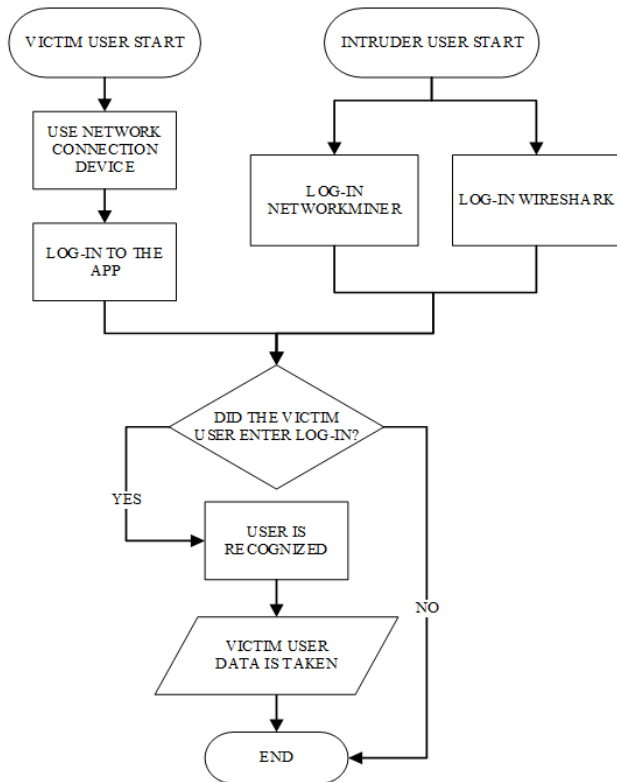 VICTIM USER START
INTRUDER USER START
USE NETWORK
CONNECTION
DEVICE
LOG-IN
NETWORKMINER
LOG-IN WIRESHARK
LOG-IN TO THE
APP
DID THE VICTIM
USER ENTER LOG-IN?
YES
USER IS
RECOGNIZED
NO
VICTIM USER
DATA IS TAKEN
END